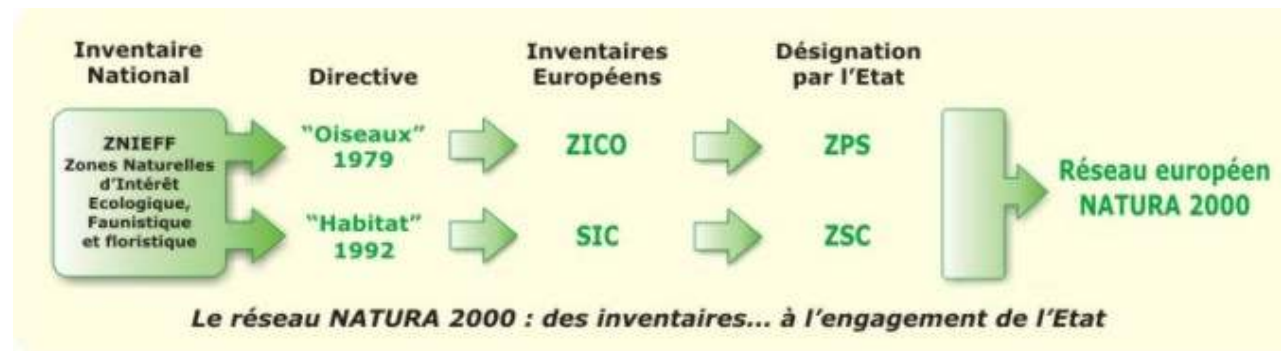 Inventaire
National
Directive
Inventaires
Européens
Désignation
par l'Etat
ZNIEFF
Zones Naturelles
d'Intérêt
Ecologique,
Faunistique
et floristique
"Oiseaux"
1979
ZICO
ZPS
"Habitat"
1992
SIC
ZSC
Réseau européen
NATURA 2000
Le réseau NATURA 2000 : des inventaires... à l'engagement de l'Etat